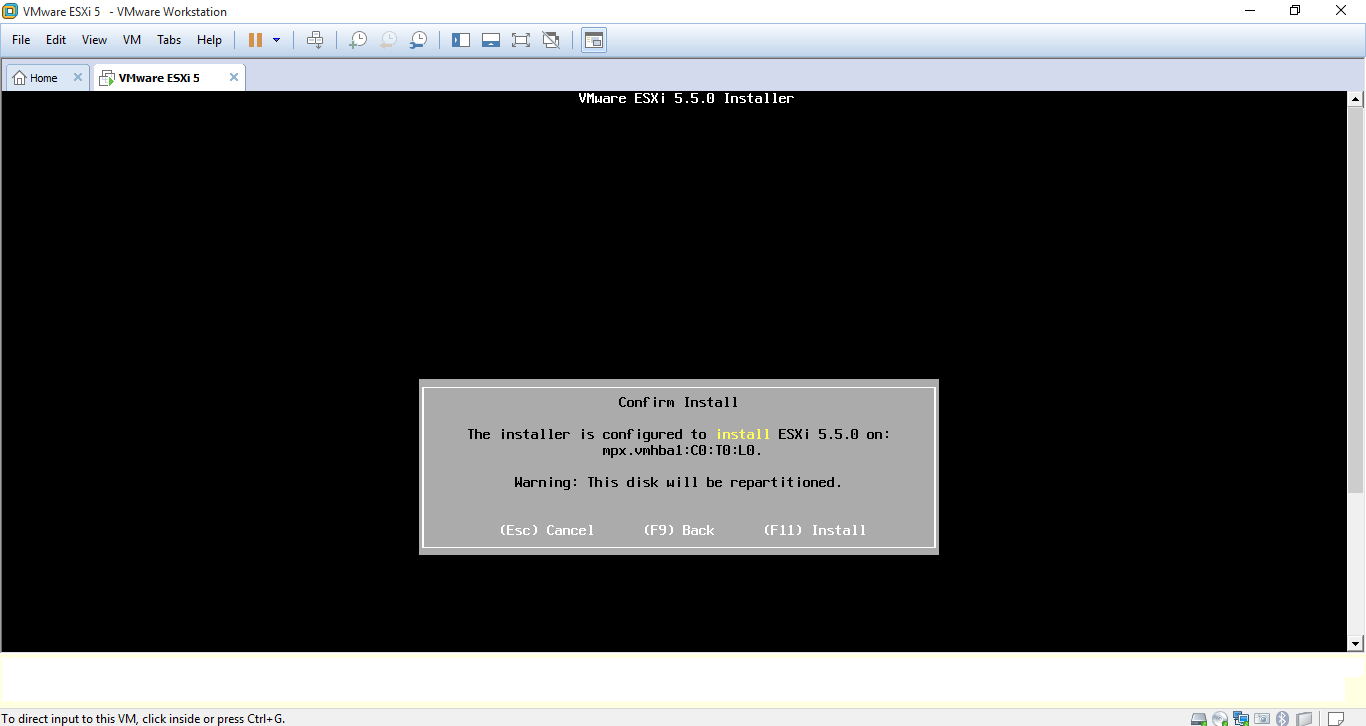 VMware ESXi 5 - VMware Workstation
File Edit View VM Tabs Help
Home VMware ESXi 5
VMware ESXi 5.5.0 Installer
Confirm Install
The installer is configured to install ESXi 5.5.0 on:
mpx.vmhba1:C0:T0:L0.
Warning: This disk will be repartitioned.
(Esc) Cancel (F9) Back (F11) Install
To direct input to this VM, click inside or press Ctrl+G.